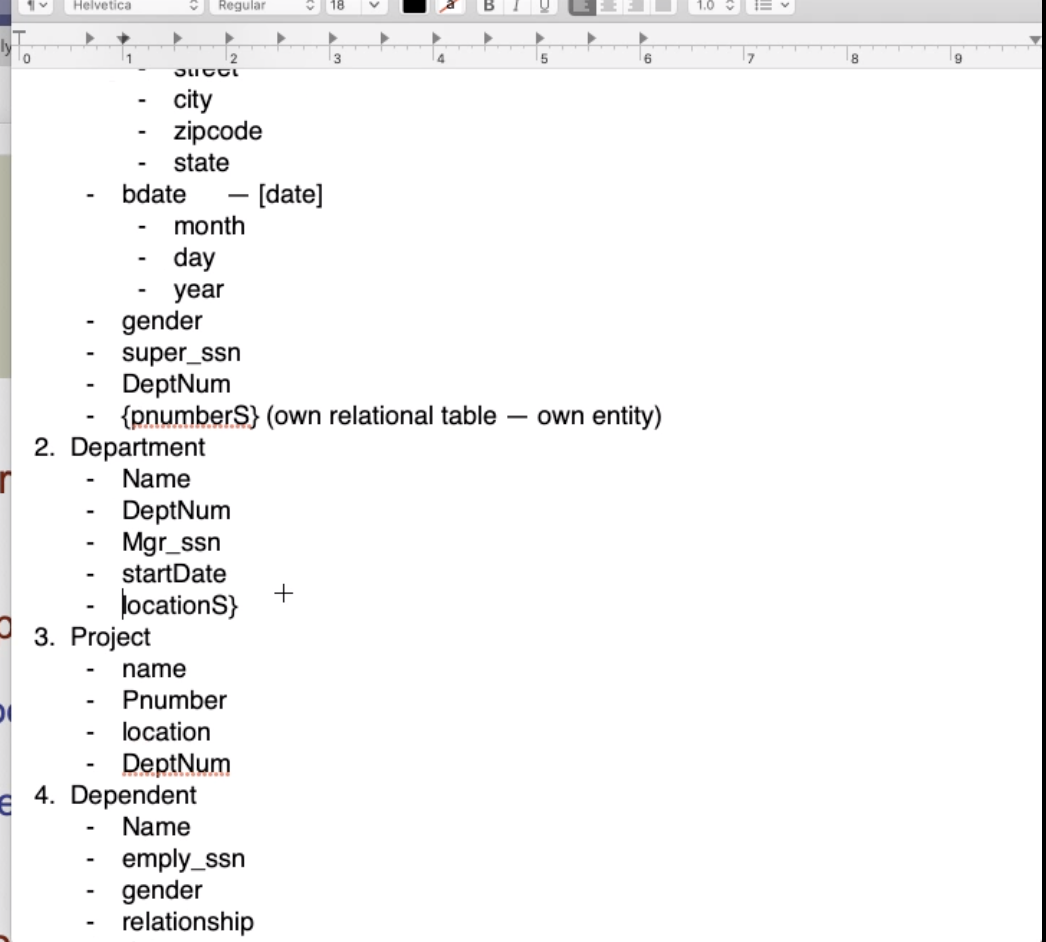 Helvetica Regular 18 B I U 1.0
0 1 2 3 4 5 6 7 8 9
- street
- city
- zipcode
- state
- bdate — [date]
- month
- day
- year
- gender
- super_ssn
- DeptNum
- {pnumberS} (own relational table — own entity)
2. Department
- Name
- DeptNum
- Mgr_ssn
- startDate
- locationS}
3. Project
- name
- Pnumber
- location
- DeptNum
4. Dependent
- Name
- emply_ssn
- gender
- relationship